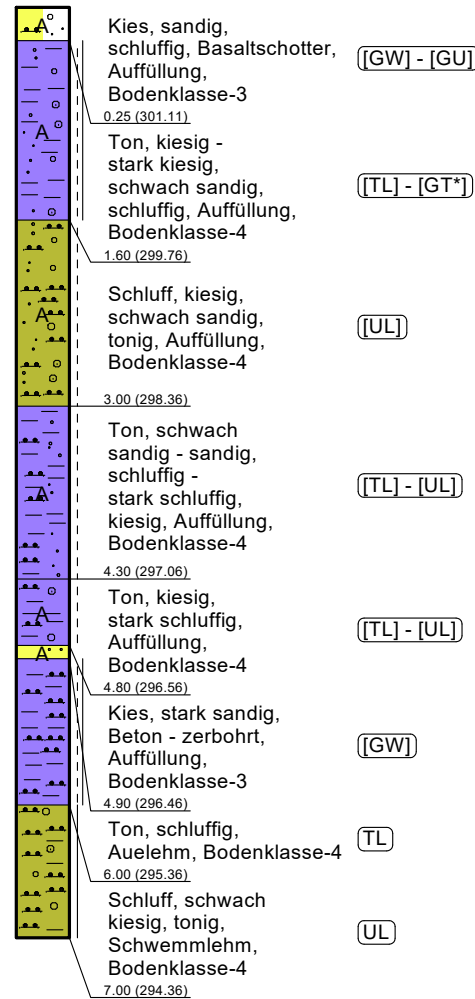 A
Kies, sandig,
schluffig, Basaltschotter,
Auffüllung,
Bodenklasse-3
[GW] - [GU]
0.25 (301.11)
A
Ton, kiesig -
stark kiesig,
schwach sandig,
schluffig, Auffüllung,
Bodenklasse-4
[TL] - [GT*]
1.60 (299.76)
A
Schluff, kiesig,
schwach sandig,
tonig, Auffüllung,
Bodenklasse-4
[UL]
3.00 (298.36)
A
Ton, schwach
sandig - sandig,
schluffig -
stark schluffig,
kiesig, Auffüllung,
Bodenklasse-4
[TL] - [UL]
4.30 (297.06)
A
Ton, kiesig,
stark schluffig,
Auffüllung,
Bodenklasse-4
[TL] - [UL]
4.80 (296.56)
A
Kies, stark sandig,
Beton - zerbohrt,
Auffüllung,
Bodenklasse-3
[GW]
4.90 (296.46)
Ton, schluffig,
Auelehm, Bodenklasse-4
TL
6.00 (295.36)
Schluff, schwach
kiesig, tonig,
Schwemmlehm,
Bodenklasse-4
UL
7.00 (294.36)